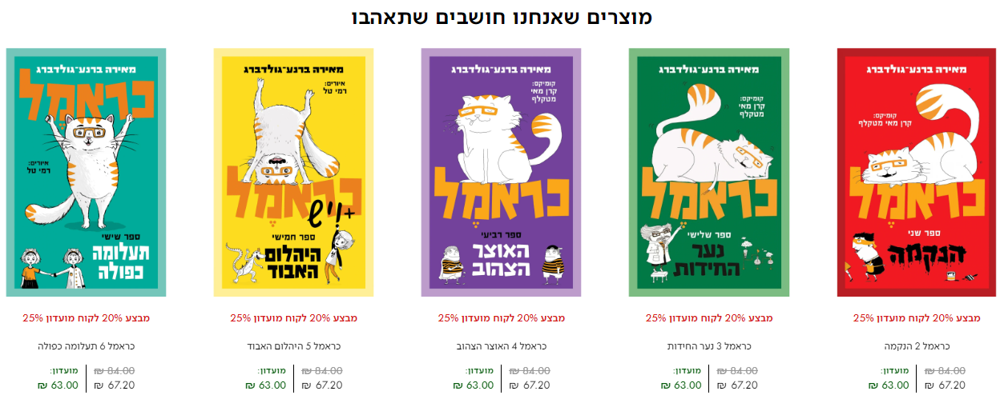 מוצרים שאנחנו חושבים שתאהבו
מאירה ברנע־גולדברג
קומיקס:
קרן מאי מטקלף
כראמל
ספר שני
הנקמה
מבצע 20% לקוח מועדון 25%
כראמל 2 הנקמה
84.00 ₪
67.20 ₪
מועדון:
63.00 ₪
מאירה ברנע־גולדברג
קומיקס:
קרן מאי
מטקלף
כראמל
ספר שלישי
נער
החידות
מבצע 20% לקוח מועדון 25%
כראמל 3 נער החידות
84.00 ₪
67.20 ₪
מועדון:
63.00 ₪
מאירה ברנע־גולדברג
קומיקס:
קרן מאי
מטקלף
כראמל
ספר רביעי
האוצר
הצהוב
מבצע 20% לקוח מועדון 25%
כראמל 4 האוצר הצהוב
84.00 ₪
67.20 ₪
מועדון:
63.00 ₪
מאירה ברנע־גולדברג
איורים:
רמי טל
כראמל
+ויש!
ספר חמישי
היהלום
האבוד
מבצע 20% לקוח מועדון 25%
כראמל 5 היהלום האבוד
84.00 ₪
67.20 ₪
מועדון:
63.00 ₪
מאירה ברנע־גולדברג
כראמל
איורים:
רמי טל
ספר שישי
תעלומה
כפולה
מבצע 20% לקוח מועדון 25%
כראמל 6 תעלומה כפולה
84.00 ₪
67.20 ₪
מועדון:
63.00 ₪